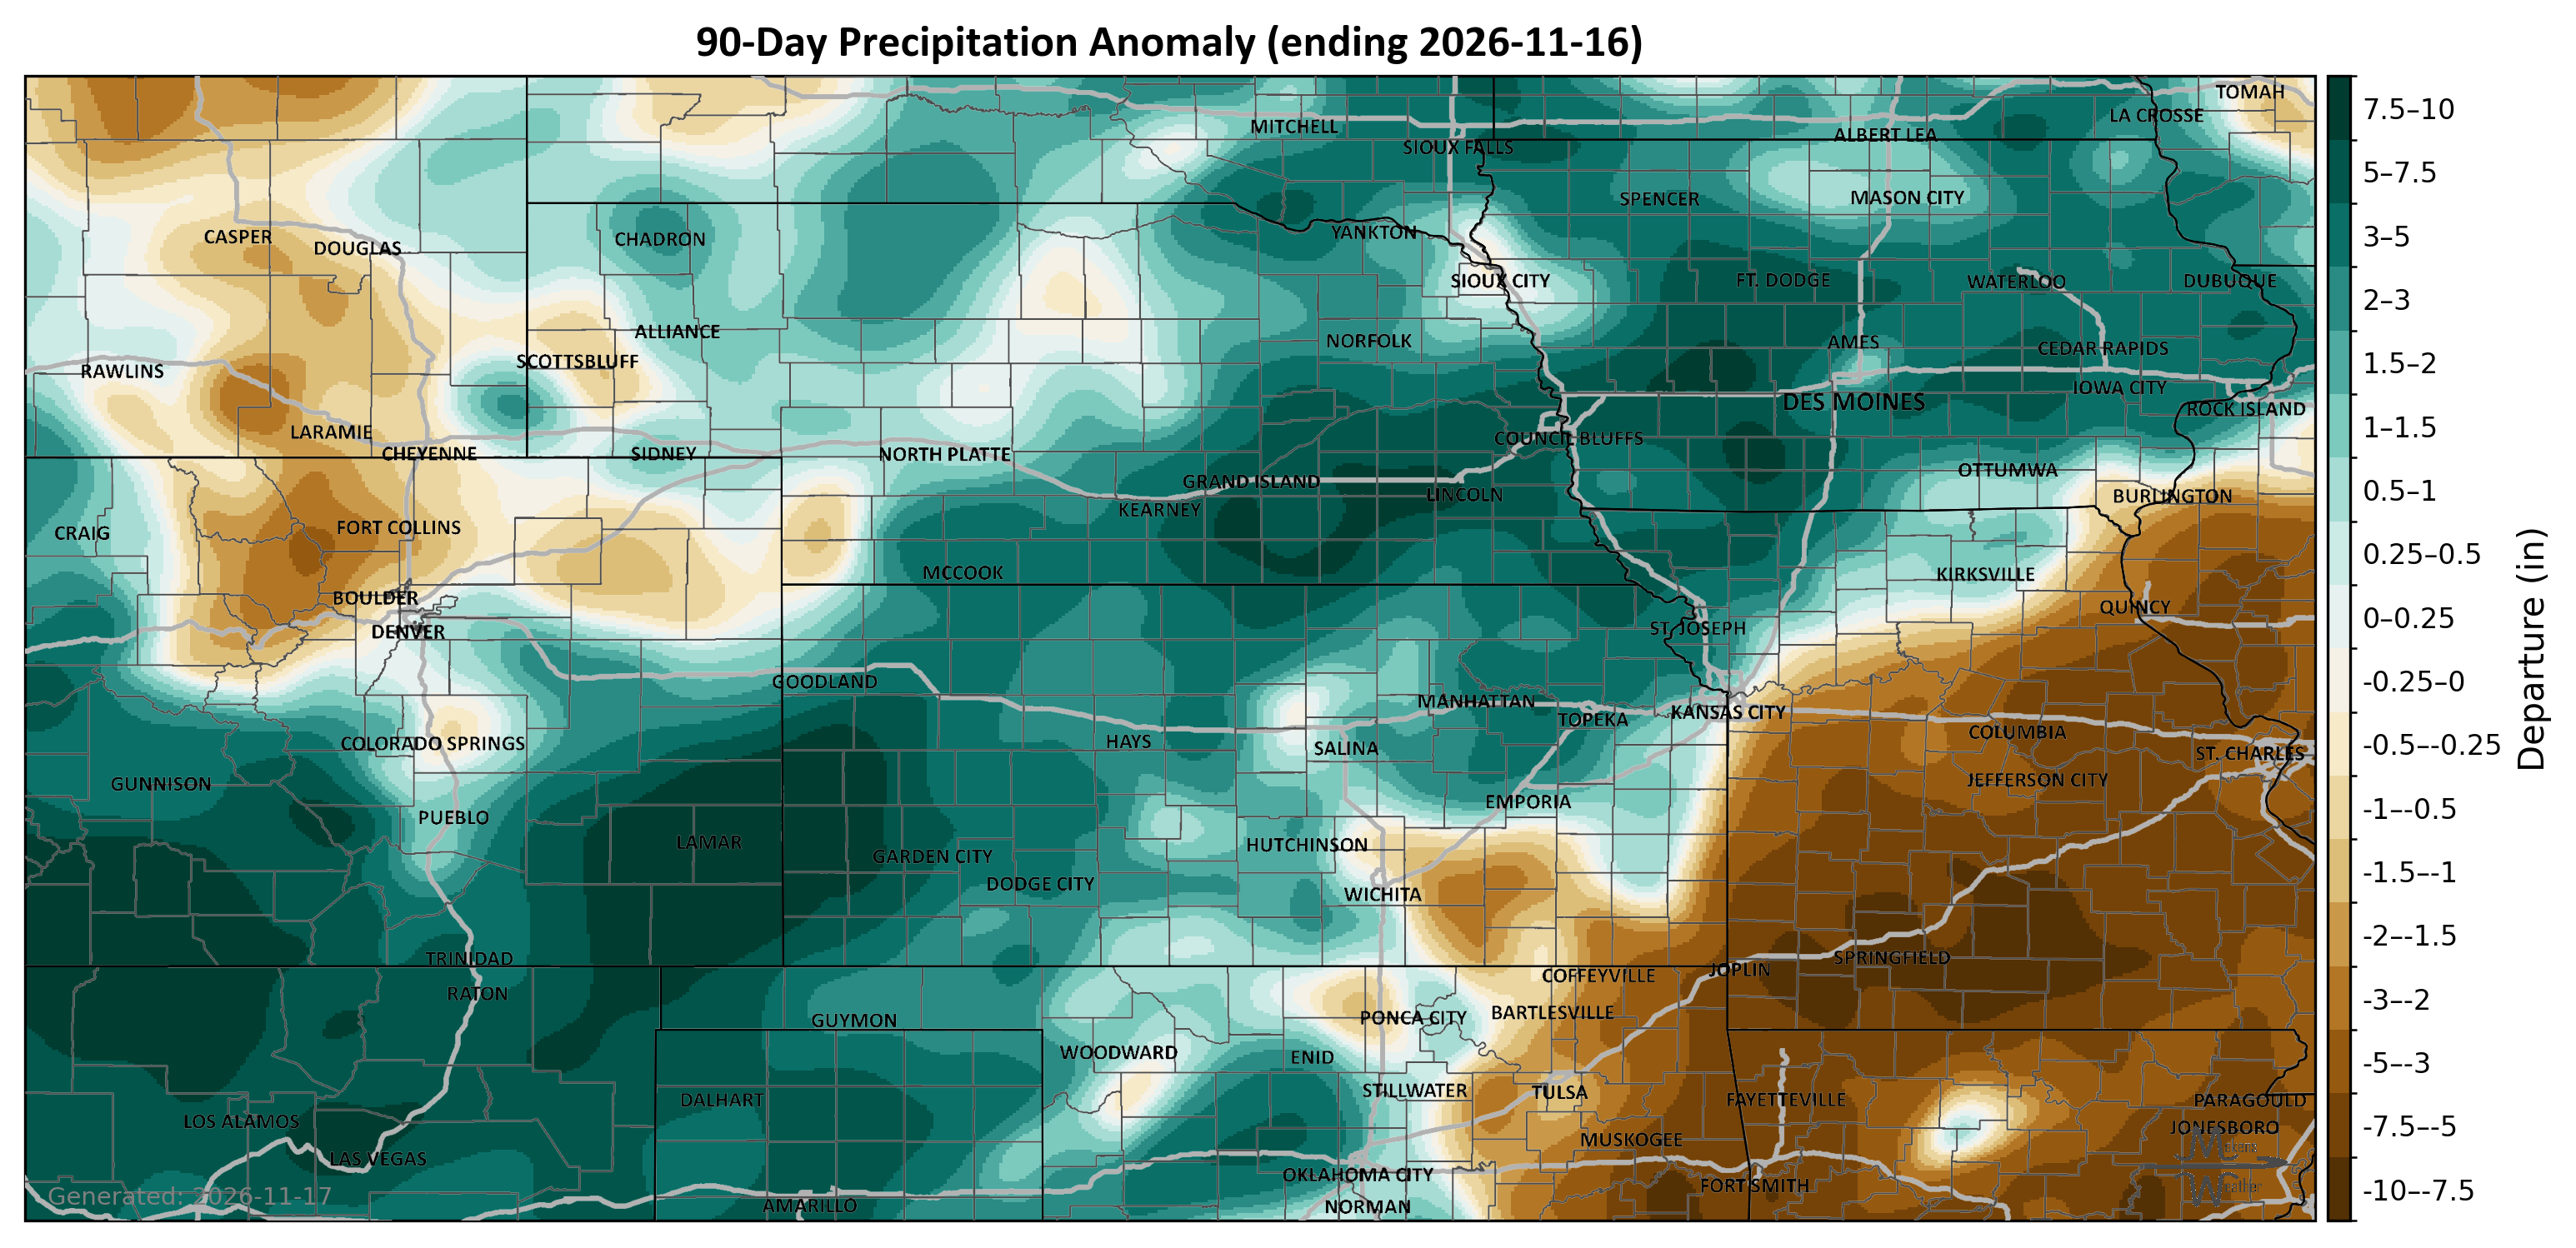 90-Day Precipitation Anomaly (ending 2026-11-16)
TOMAH
LA CROSSE
MITCHELL
ALBERT LEA
SIOUX FALLS
SPENCER
MASON CITY
YANKTON
CASPER
CHADRON
DOUGLAS
SIOUX CITY
FT. DODGE
WATERLOO
DUBUQUE
ALLIANCE
NORFOLK
AMES
CEDAR RAPIDS
SCOTTSBLUFF
RAWLINS
IOWA CITY
DES MOINES
ROCK ISLAND
LARAMIE
COUNCIL BLUFFS
CHEYENNE
SIDNEY
NORTH PLATTE
OTTUMWA
GRAND ISLAND
LINCOLN
BURLINGTON
KEARNEY
CRAIG
FORT COLLINS
MCCOOK
KIRKSVILLE
BOULDER
QUINCY
DENVER
ST. JOSEPH
GOODLAND
MANHATTAN
TOPEKA
KANSAS CITY
COLUMBIA
COLORADO SPRINGS
HAYS
SALINA
ST. CHARLES
GUNNISON
JEFFERSON CITY
EMPORIA
PUEBLO
LAMAR
HUTCHINSON
GARDEN CITY
DODGE CITY
WICHITA
TRINIDAD
SPRINGFIELD
JOPLIN
COFFEYVILLE
RATON
BARTLESVILLE
PONCA CITY
GUYMON
WOODWARD
ENID
STILLWATER
TULSA
DALHART
FAYETTEVILLE
PARAGOULD
LOS ALAMOS
JONESBORO
MUSKOGEE
LAS VEGAS
OKLAHOMA CITY
FORT SMITH
AMARILLO
NORMAN
Generated: 2026-11-17
Makers
Weather
7.5–10
5–7.5
3–5
2–3
1.5–2
1–1.5
0.5–1
0.25–0.5
0–0.25
-0.25–0
-0.5–-0.25
-1–-0.5
-1.5–-1
-2–-1.5
-3–-2
-5–-3
-7.5–-5
-10–-7.5
Departure (in)